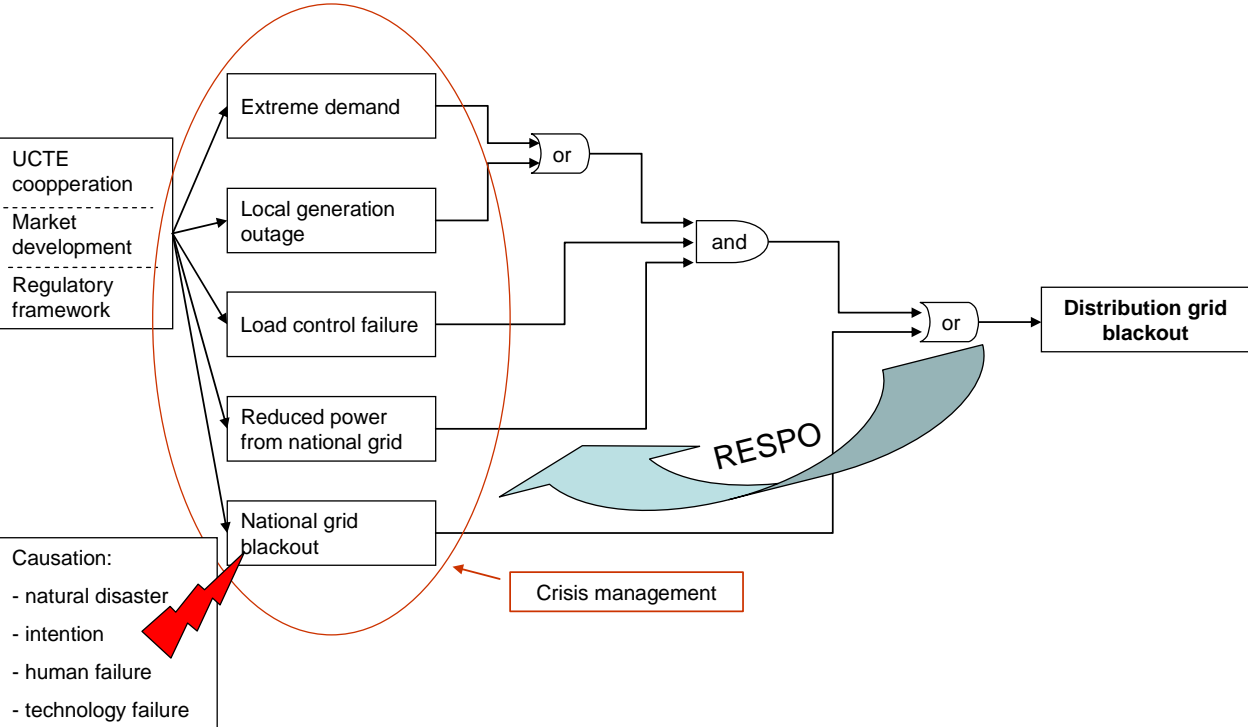 Extreme demand
or
UCTE
coopperation
Market
development
Regulatory
framework
Local generation
outage
and
Load control failure
or
Distribution grid
blackout
Reduced power
from national grid
RESPO
National grid
blackout
Causation:
- natural disaster
- intention
- human failure
- technology failure
Crisis management